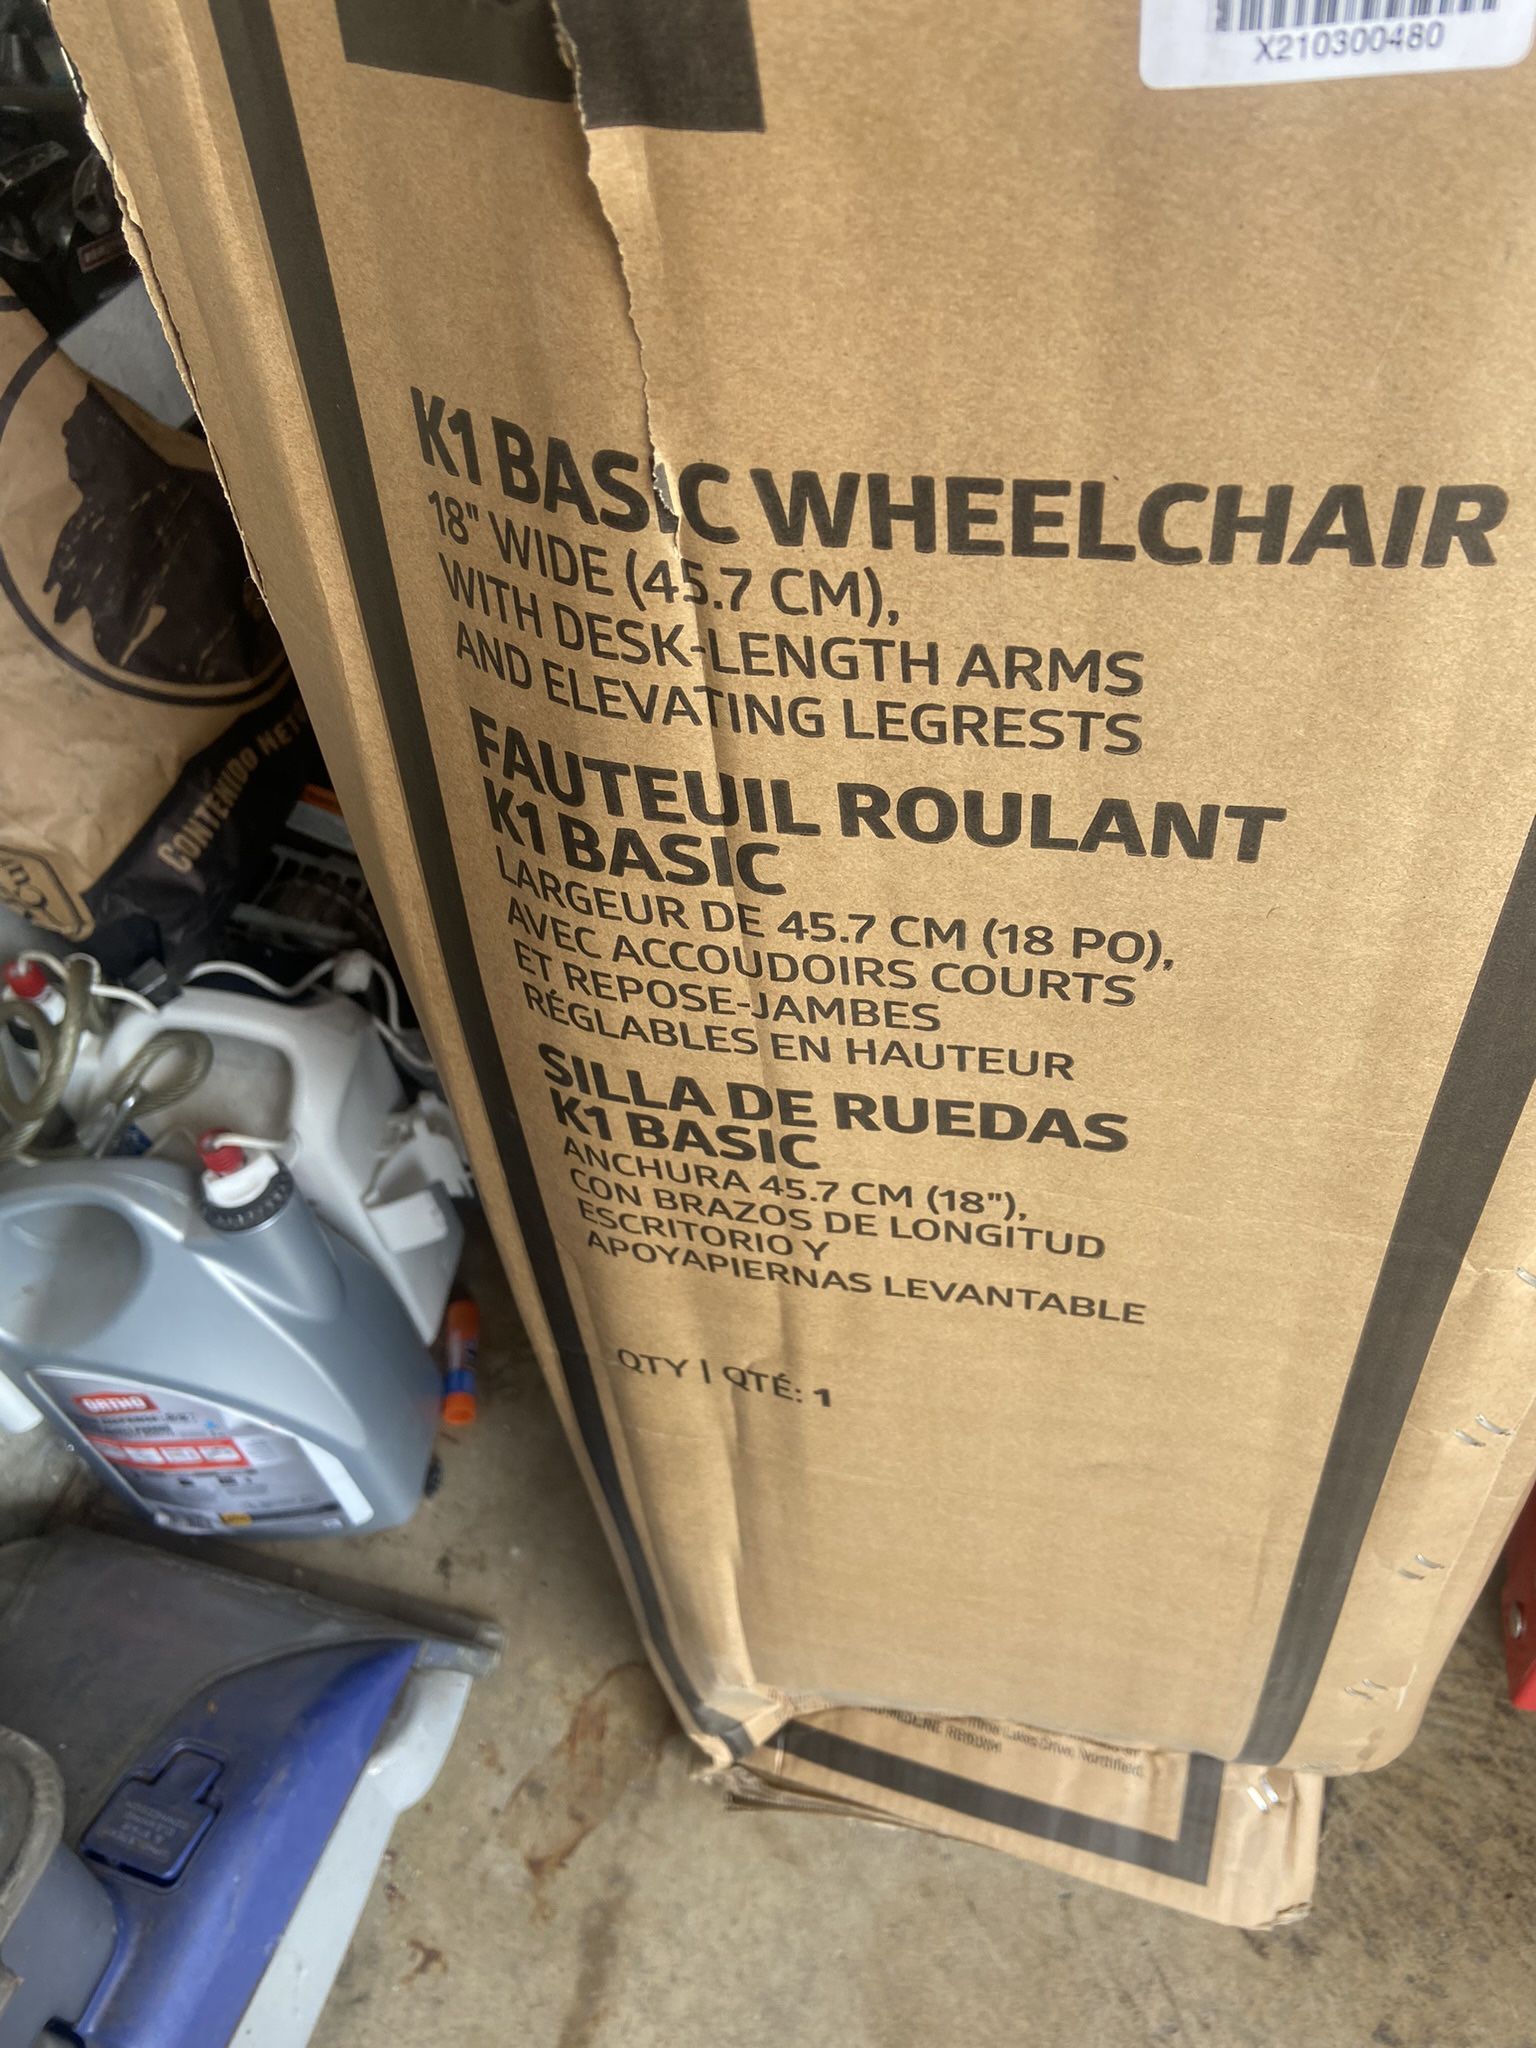 X210300480
K1 BASIC WHEELCHAIR
18" WIDE (45.7 CM),
WITH DESK-LENGTH ARMS
AND ELEVATING LEGRESTS
FAUTEUIL ROULANT
K1 BASIC
LARGEUR DE 45.7 CM (18 PO),
AVEC ACCOUDOIRS COURTS
ET REPOSE-JAMBES
RÉGLABLES EN HAUTEUR
SILLA DE RUEDAS
K1 BASIC
ANCHURA 45.7 CM (18"),
CON BRAZOS DE LONGITUD
ESCRITORIO Y
APOYAPIERNAS LEVANTABLE
QTY | QTÉ: 1
CONTENIDO NET
ORTHO